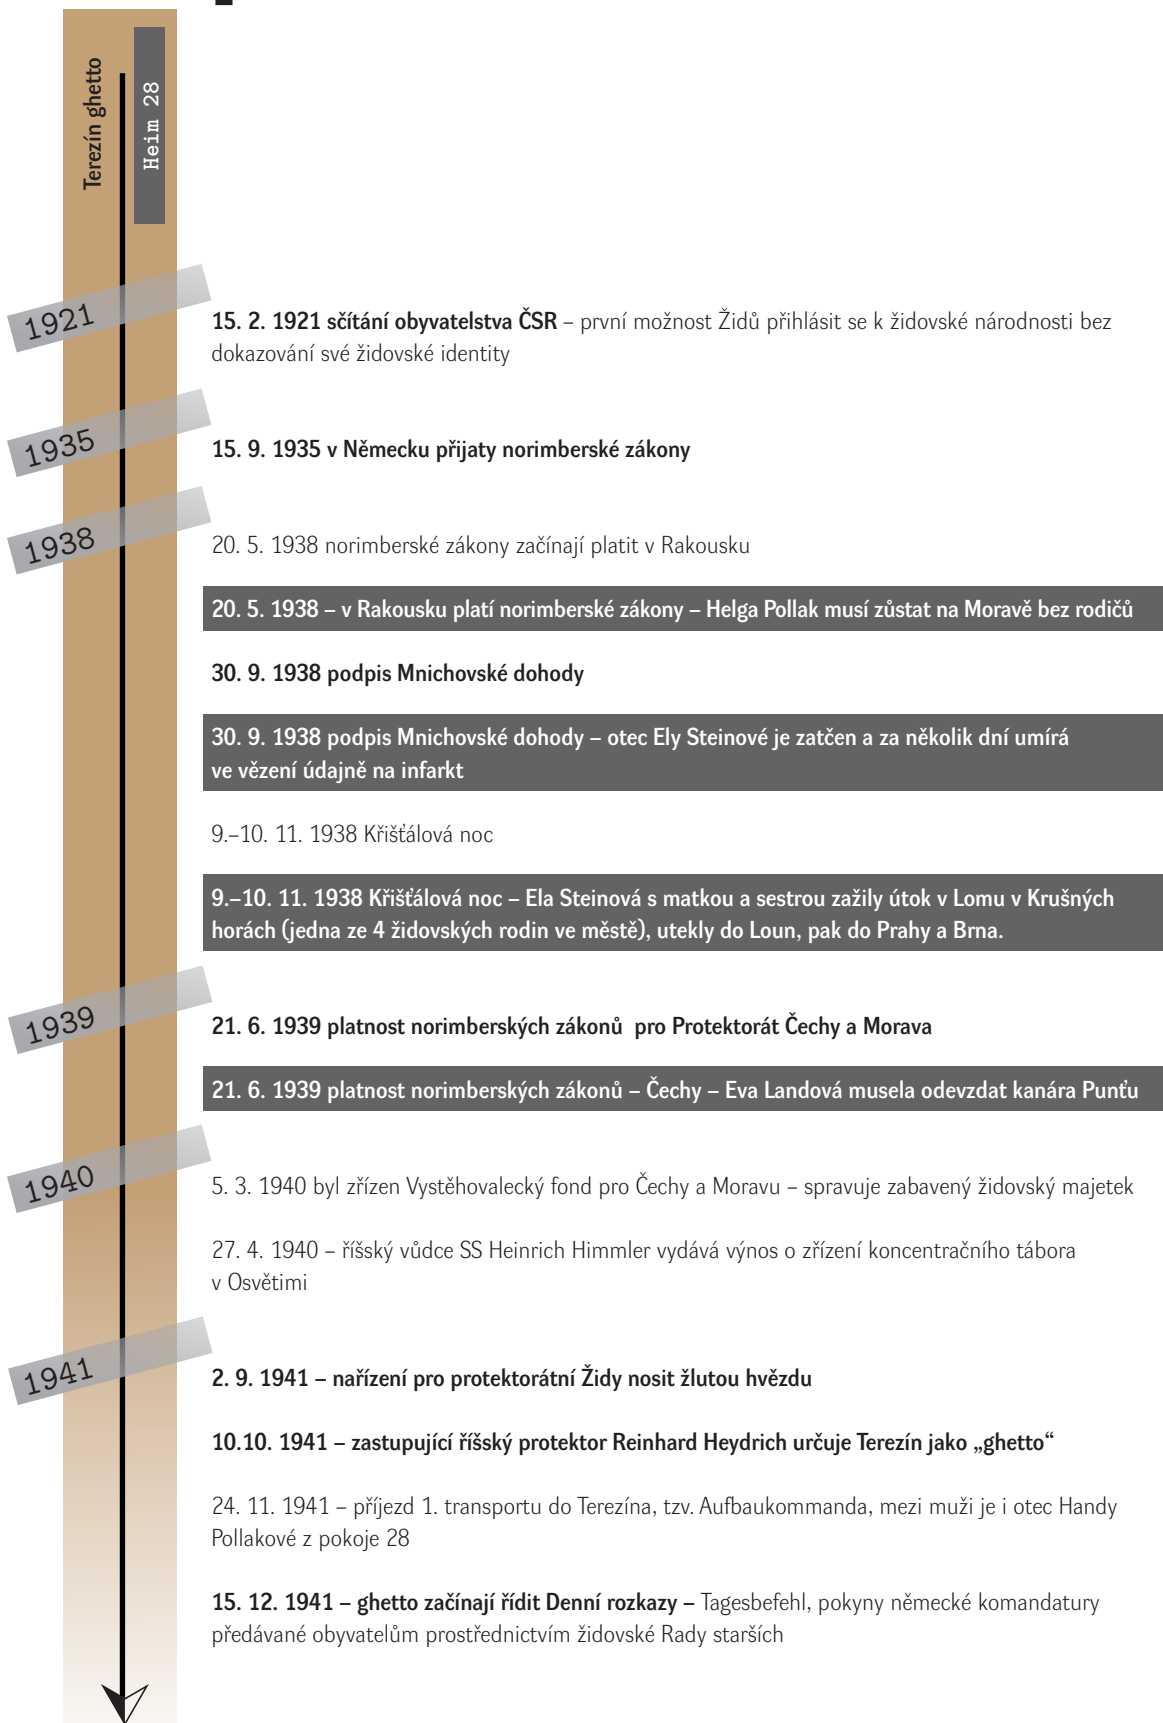 Terezín ghetto
Heim 28
1921
15. 2. 1921 sčítání obyvatelstva ČSR – první možnost Židů přihlásit se k židovské národnosti bez
dokazování své židovské identity
1935
15. 9. 1935 v Německu přijaty norimberské zákony
1938
20. 5. 1938 norimberské zákony začínají platit v Rakousku
20. 5. 1938 – v Rakousku platí norimberské zákony – Helga Pollak musí zůstat na Moravě bez rodičů
30. 9. 1938 podpis Mnichovské dohody
30. 9. 1938 podpis Mnichovské dohody – otec Ely Steinové je zatčen a za několik dní umírá
ve vězení údajně na infarkt
9.–10. 11. 1938 Křišťálová noc
9.–10. 11. 1938 Křišťálová noc – Ela Steinová s matkou a sestrou zažily útok v Lomu v Krušných
horách (jedna ze 4 židovských rodin ve městě), utekly do Loun, pak do Prahy a Brna.
1939
21. 6. 1939 platnost norimberských zákonů pro Protektorát Čechy a Morava
21. 6. 1939 platnost norimberských zákonů – Čechy – Eva Landová musela odevzdat kanára Punťu
1940
5. 3. 1940 byl zřízen Vystěhovalecký fond pro Čechy a Moravu – spravuje zabavený židovský majetek
27. 4. 1940 – říšský vůdce SS Heinrich Himmler vydává výnos o zřízení koncentračního tábora
v Osvětimi
1941
2. 9. 1941 – nařízení pro protektorátní Židy nosit žlutou hvězdu
10.10. 1941 – zastupující říšský protektor Reinhard Heydrich určuje Terezín jako „ghetto“
24. 11. 1941 – příjezd 1. transportu do Terezína, tzv. Aufbaukommanda, mezi muži je i otec Handy
Pollakové z pokoje 28
15. 12. 1941 – ghetto začínají řídit Denní rozkazy – Tagesbefehl, pokyny německé komandatury
předávané obyvatelům prostřednictvím židovské Rady starších